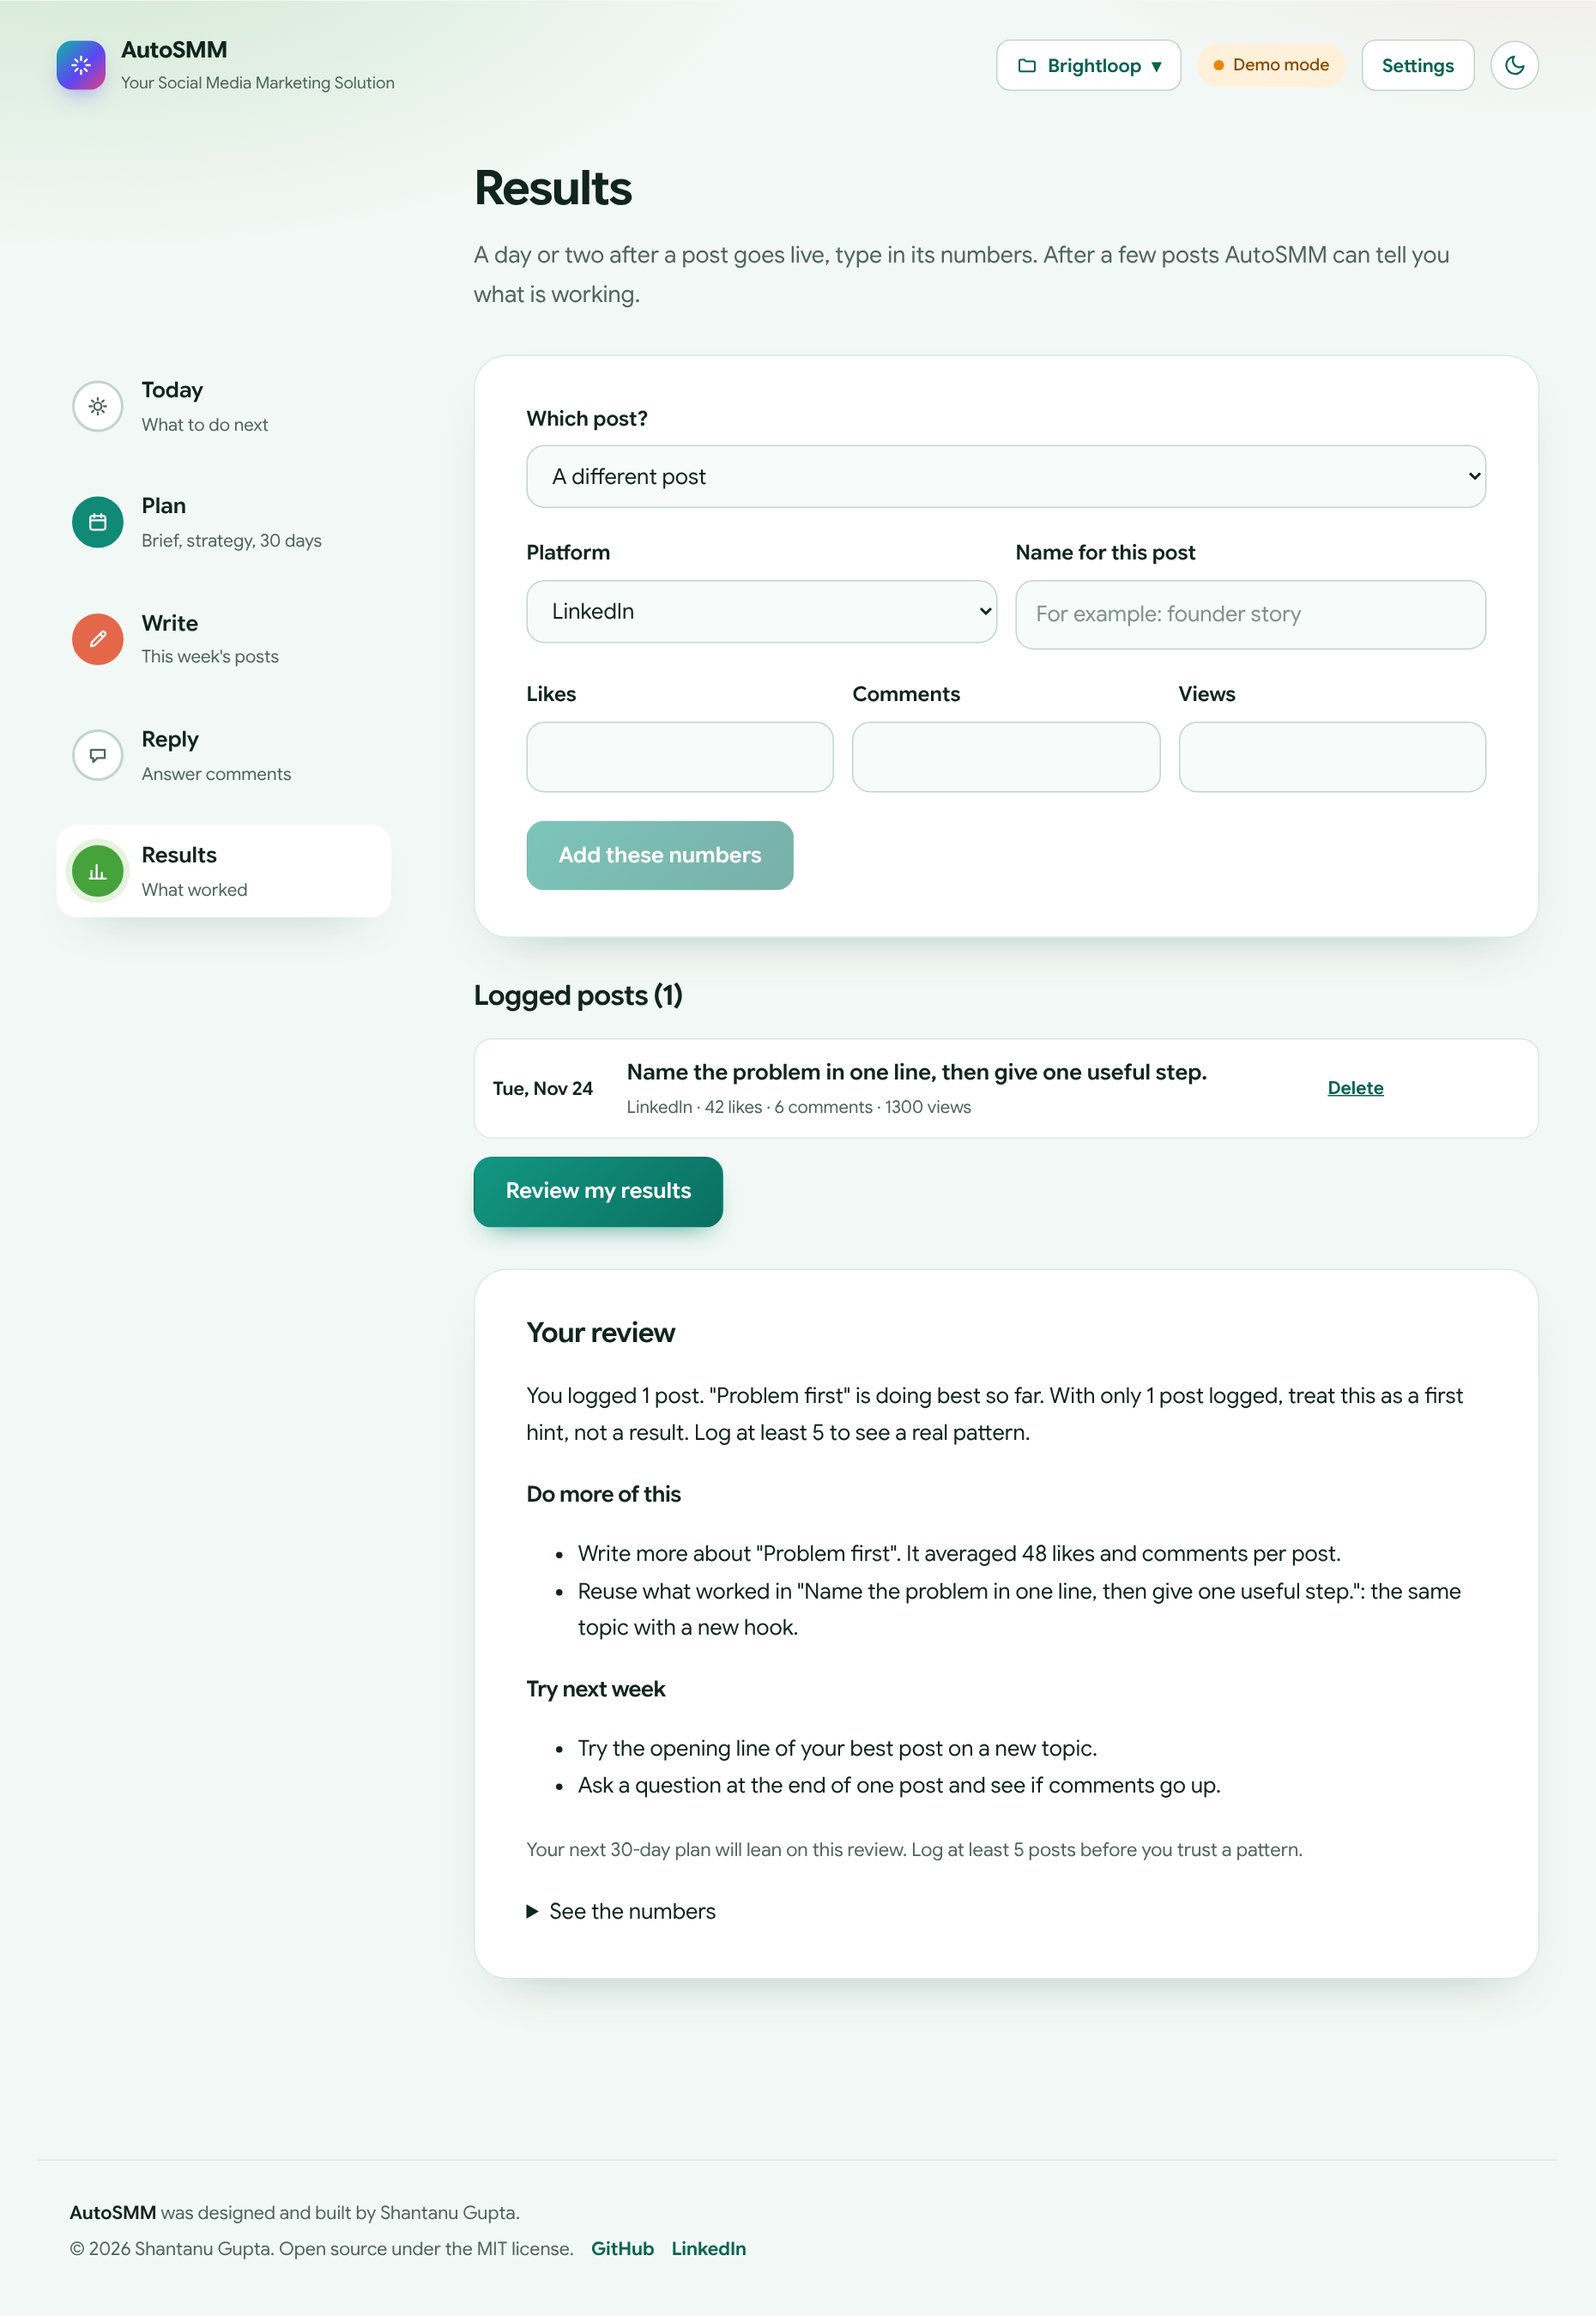 AutoSMM
Your Social Media Marketing Solution
Brightloop ▾
Demo mode
Settings
Results
A day or two after a post goes live, type in its numbers. After a few posts AutoSMM can tell you
what is working.
Today
What to do next
Plan
Brief, strategy, 30 days
Write
This week's posts
Reply
Answer comments
Results
What worked
Which post?
A different post
Platform
Name for this post
LinkedIn
For example: founder story
Likes
Comments
Views
Add these numbers
Logged posts (1)
Tue, Nov 24
Name the problem in one line, then give one useful step.
LinkedIn · 42 likes · 6 comments · 1300 views
Delete
Review my results
Your review
You logged 1 post. "Problem first" is doing best so far. With only 1 post logged, treat this as a first
hint, not a result. Log at least 5 to see a real pattern.
Do more of this
• Write more about "Problem first". It averaged 48 likes and comments per post.
• Reuse what worked in "Name the problem in one line, then give one useful step.": the same
topic with a new hook.
Try next week
• Try the opening line of your best post on a new topic.
• Ask a question at the end of one post and see if comments go up.
Your next 30-day plan will lean on this review. Log at least 5 posts before you trust a pattern.
▶ See the numbers
AutoSMM was designed and built by Shantanu Gupta.
© 2026 Shantanu Gupta. Open source under the MIT license. GitHub LinkedIn